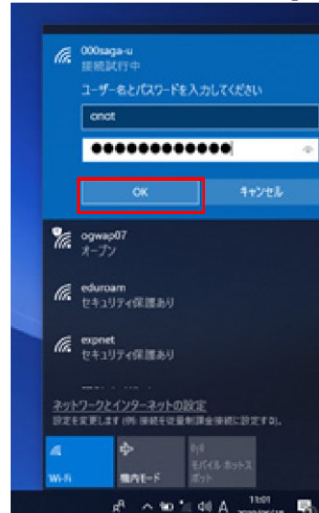 000saga-u
接続試行中
ユーザー名とパスワードを入力してください
onot
●●●●●●●●●●●●●
OK
キャンセル
ogwap07
オープン
eduroam
セキュリティ保護あり
expnet
セキュリティ保護あり
ネットワークとインターネットの設定
設定を変更します (例: 接続を従量制課金接続に設定する)。
Wi-Fi
機内モード
モバイル ホットスポット
A
11:01